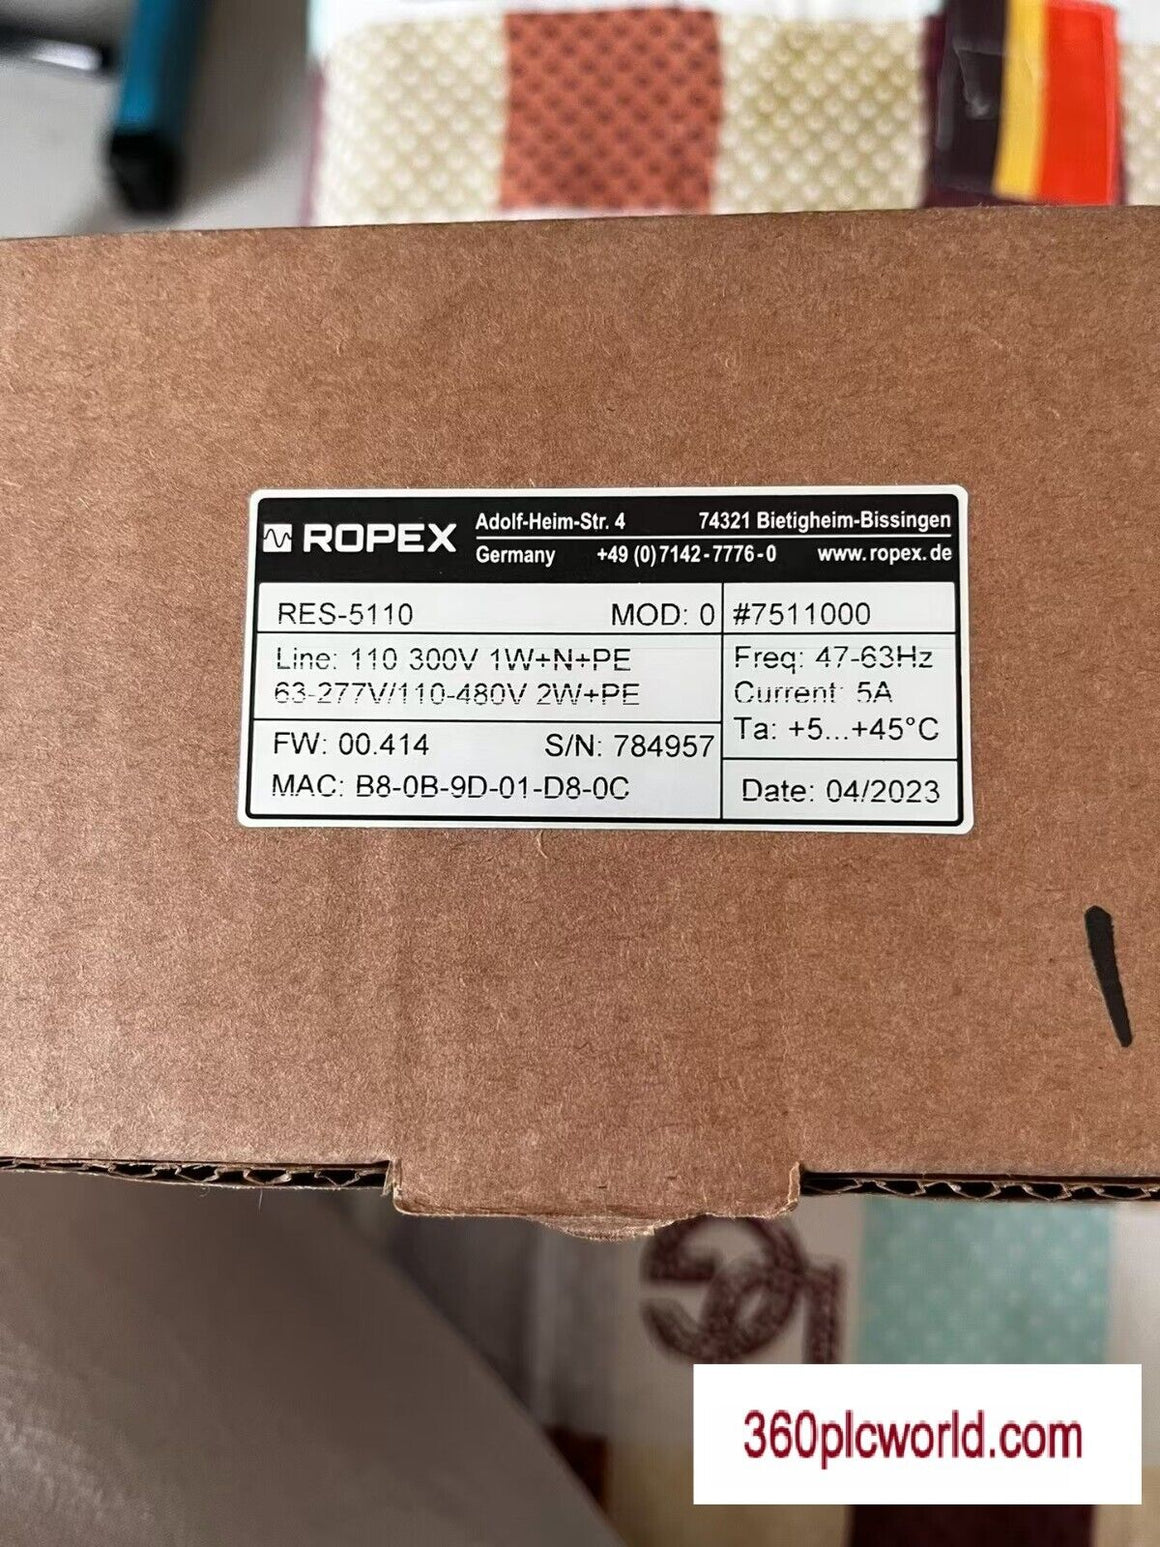 ROPEX
Adolf-Heim-Str. 4 74321 Bietigheim-Bissingen
Germany +49 (0)7142-7776-0 www.ropex.de
RES-5110 MOD: 0 #7511000
Line: 110 300V 1W+N+PE
63-277V/110-480V 2W+PE
Freq: 47-63Hz
Current: 5A
Ta: +5...+45°C
FW: 00.414 S/N: 784957
MAC: B8-0B-9D-01-D8-0C
Date: 04/2023
360plcworld.com